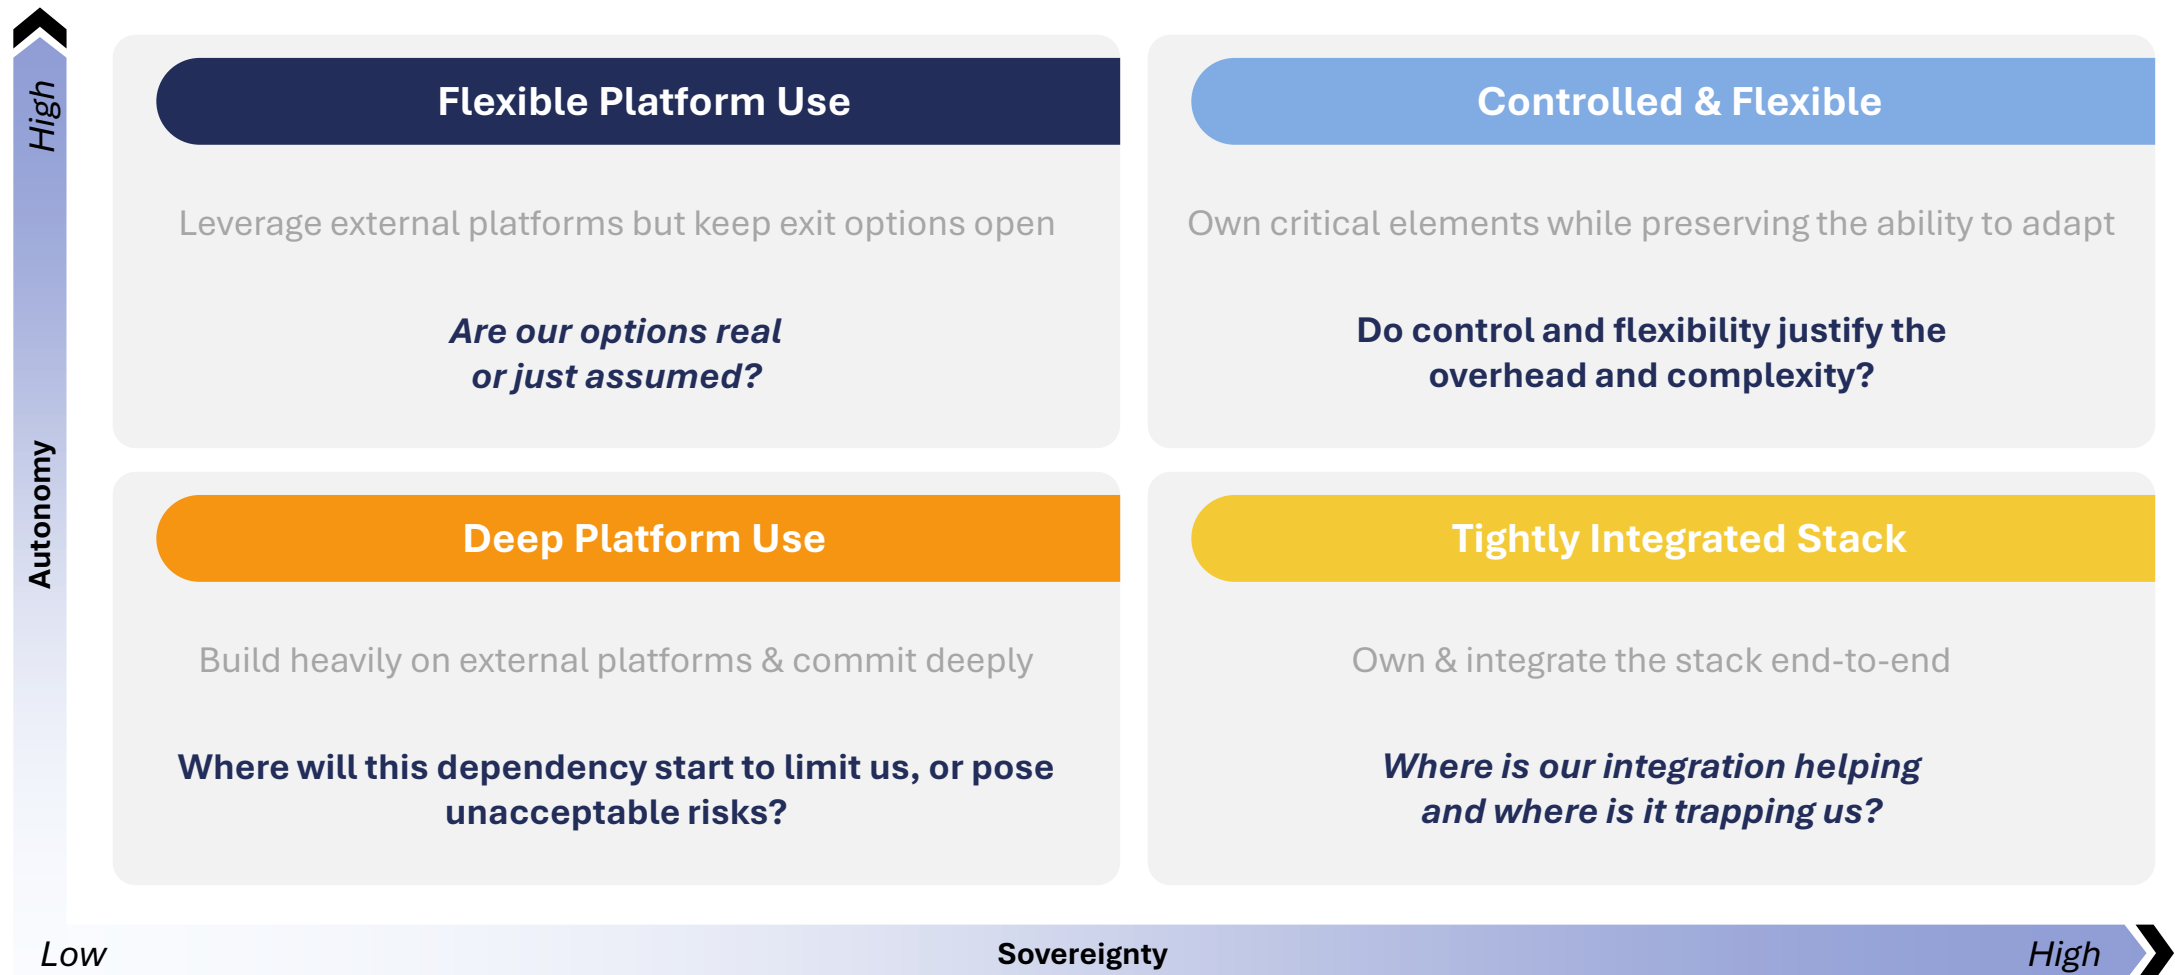 High
Autonomy
Flexible Platform Use
Leverage external platforms but keep exit options open
Are our options real
or just assumed?
Controlled & Flexible
Own critical elements while preserving the ability to adapt
Do control and flexibility justify the
overhead and complexity?
Deep Platform Use
Build heavily on external platforms & commit deeply
Where will this dependency start to limit us, or pose
unacceptable risks?
Tightly Integrated Stack
Own & integrate the stack end-to-end
Where is our integration helping
and where is it trapping us?
Low
Sovereignty
High